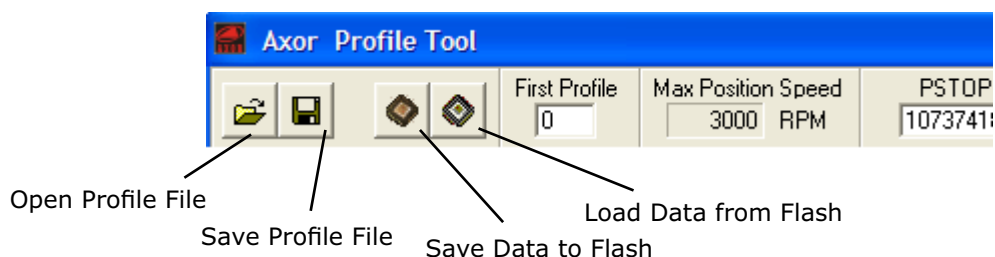 Axor Profile Tool
First Profile Max Position Speed PSTOP
0 3000 RPM 1073741
Open Profile File
Load Data from Flash
Save Profile File
Save Data to Flash